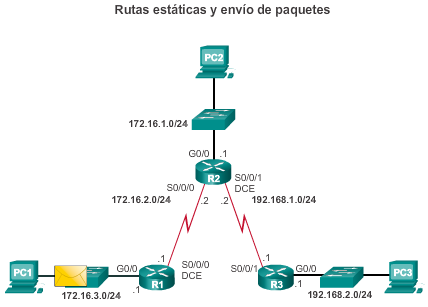 Rutas estáticas y envío de paquetes
PC2
172.16.1.0/24
G0/0
.1
R2
S0/0/0
S0/0/1
DCE
172.16.2.0/24
.2
.2
192.168.1.0/24
PC1
172.16.3.0/24
G0/0
.1
.1
R1
S0/0/0
DCE
S0/0/1
.1
R3
G0/0
.1
192.168.2.0/24
PC3